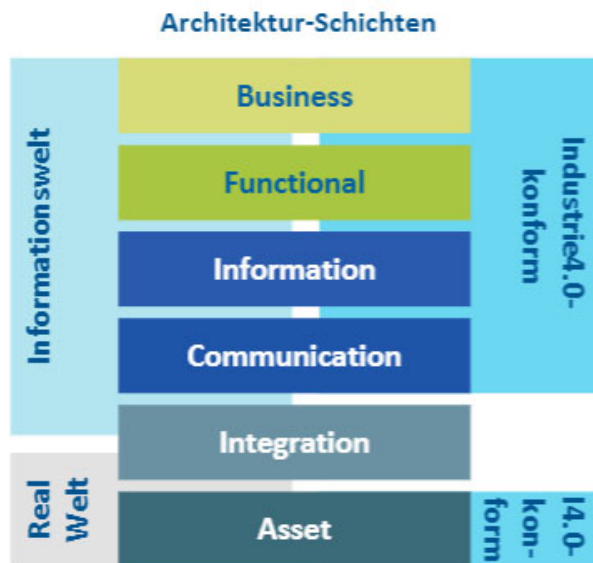 Architektur-Schichten
Informationswelt
Business
Functional
Information
Communication
Integration
Asset
Real
Welt
Industrie4.0-
konform
I4.0-
kon-
form